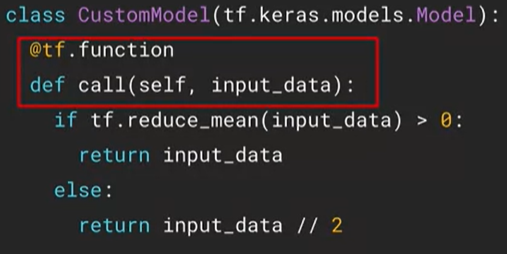 class CustomModel(tf.keras.models.Model):
@tf.function
def call(self, input_data):
if tf.reduce_mean(input_data) > 0:
return input_data
else:
return input_data // 2